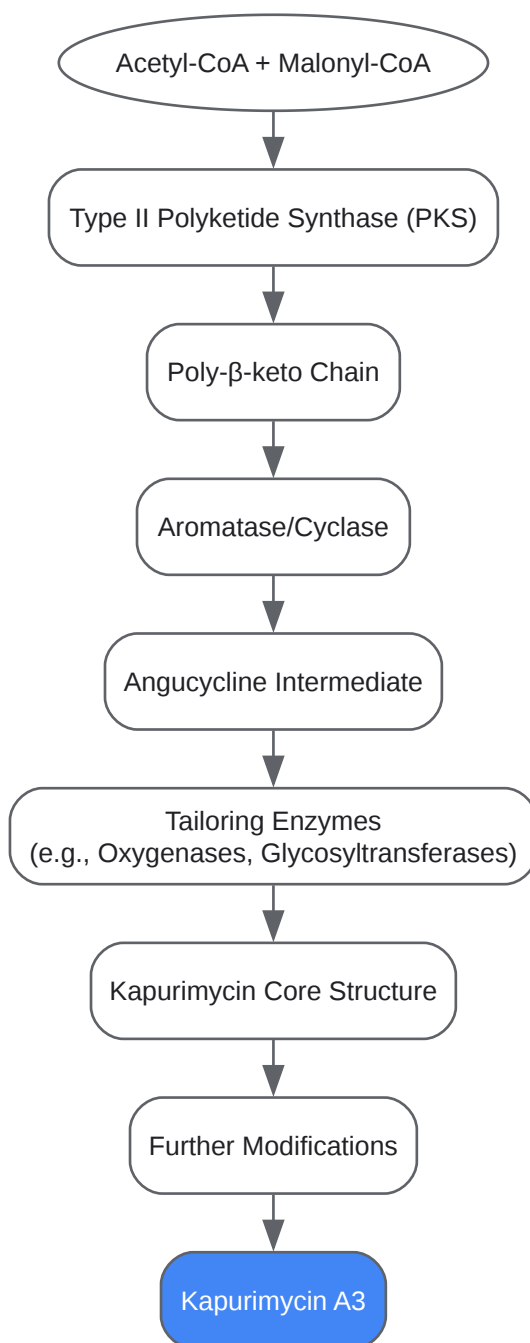 Acetyl-CoA + Malonyl-CoA
Type II Polyketide Synthase (PKS)
Poly-β-keto Chain
Aromatase/Cyclase
Angucycline Intermediate
Tailoring Enzymes
(e.g., Oxygenases, Glycosyltransferases)
Kapurimycin Core Structure
Further Modifications
Kapurimycin A3